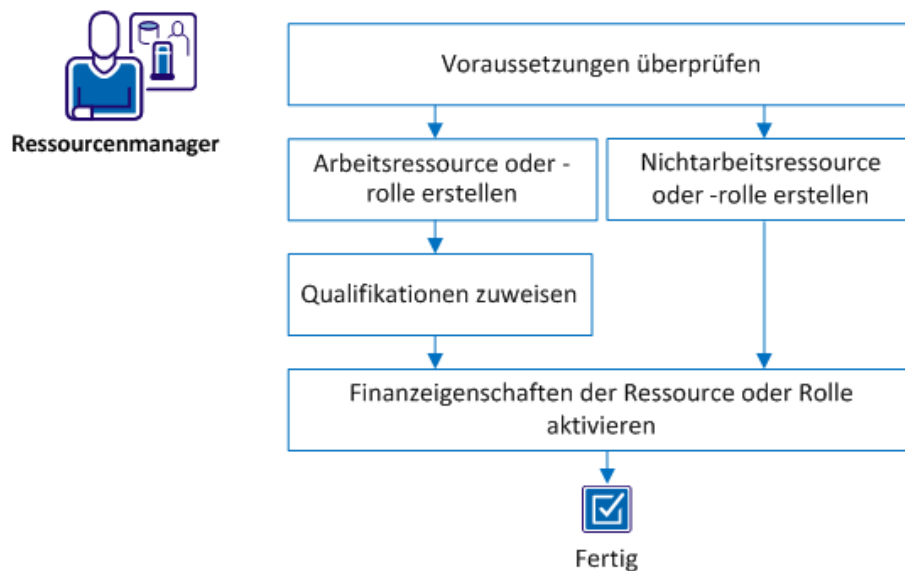 Ressourcenmanager
Voraussetzungen überprüfen
Arbeitsressource oder -
rolle erstellen
Nichtarbeitsressource
oder -rolle erstellen
Qualifikationen zuweisen
Finanzeigenschaften der Ressource oder Rolle
aktivieren
Fertig